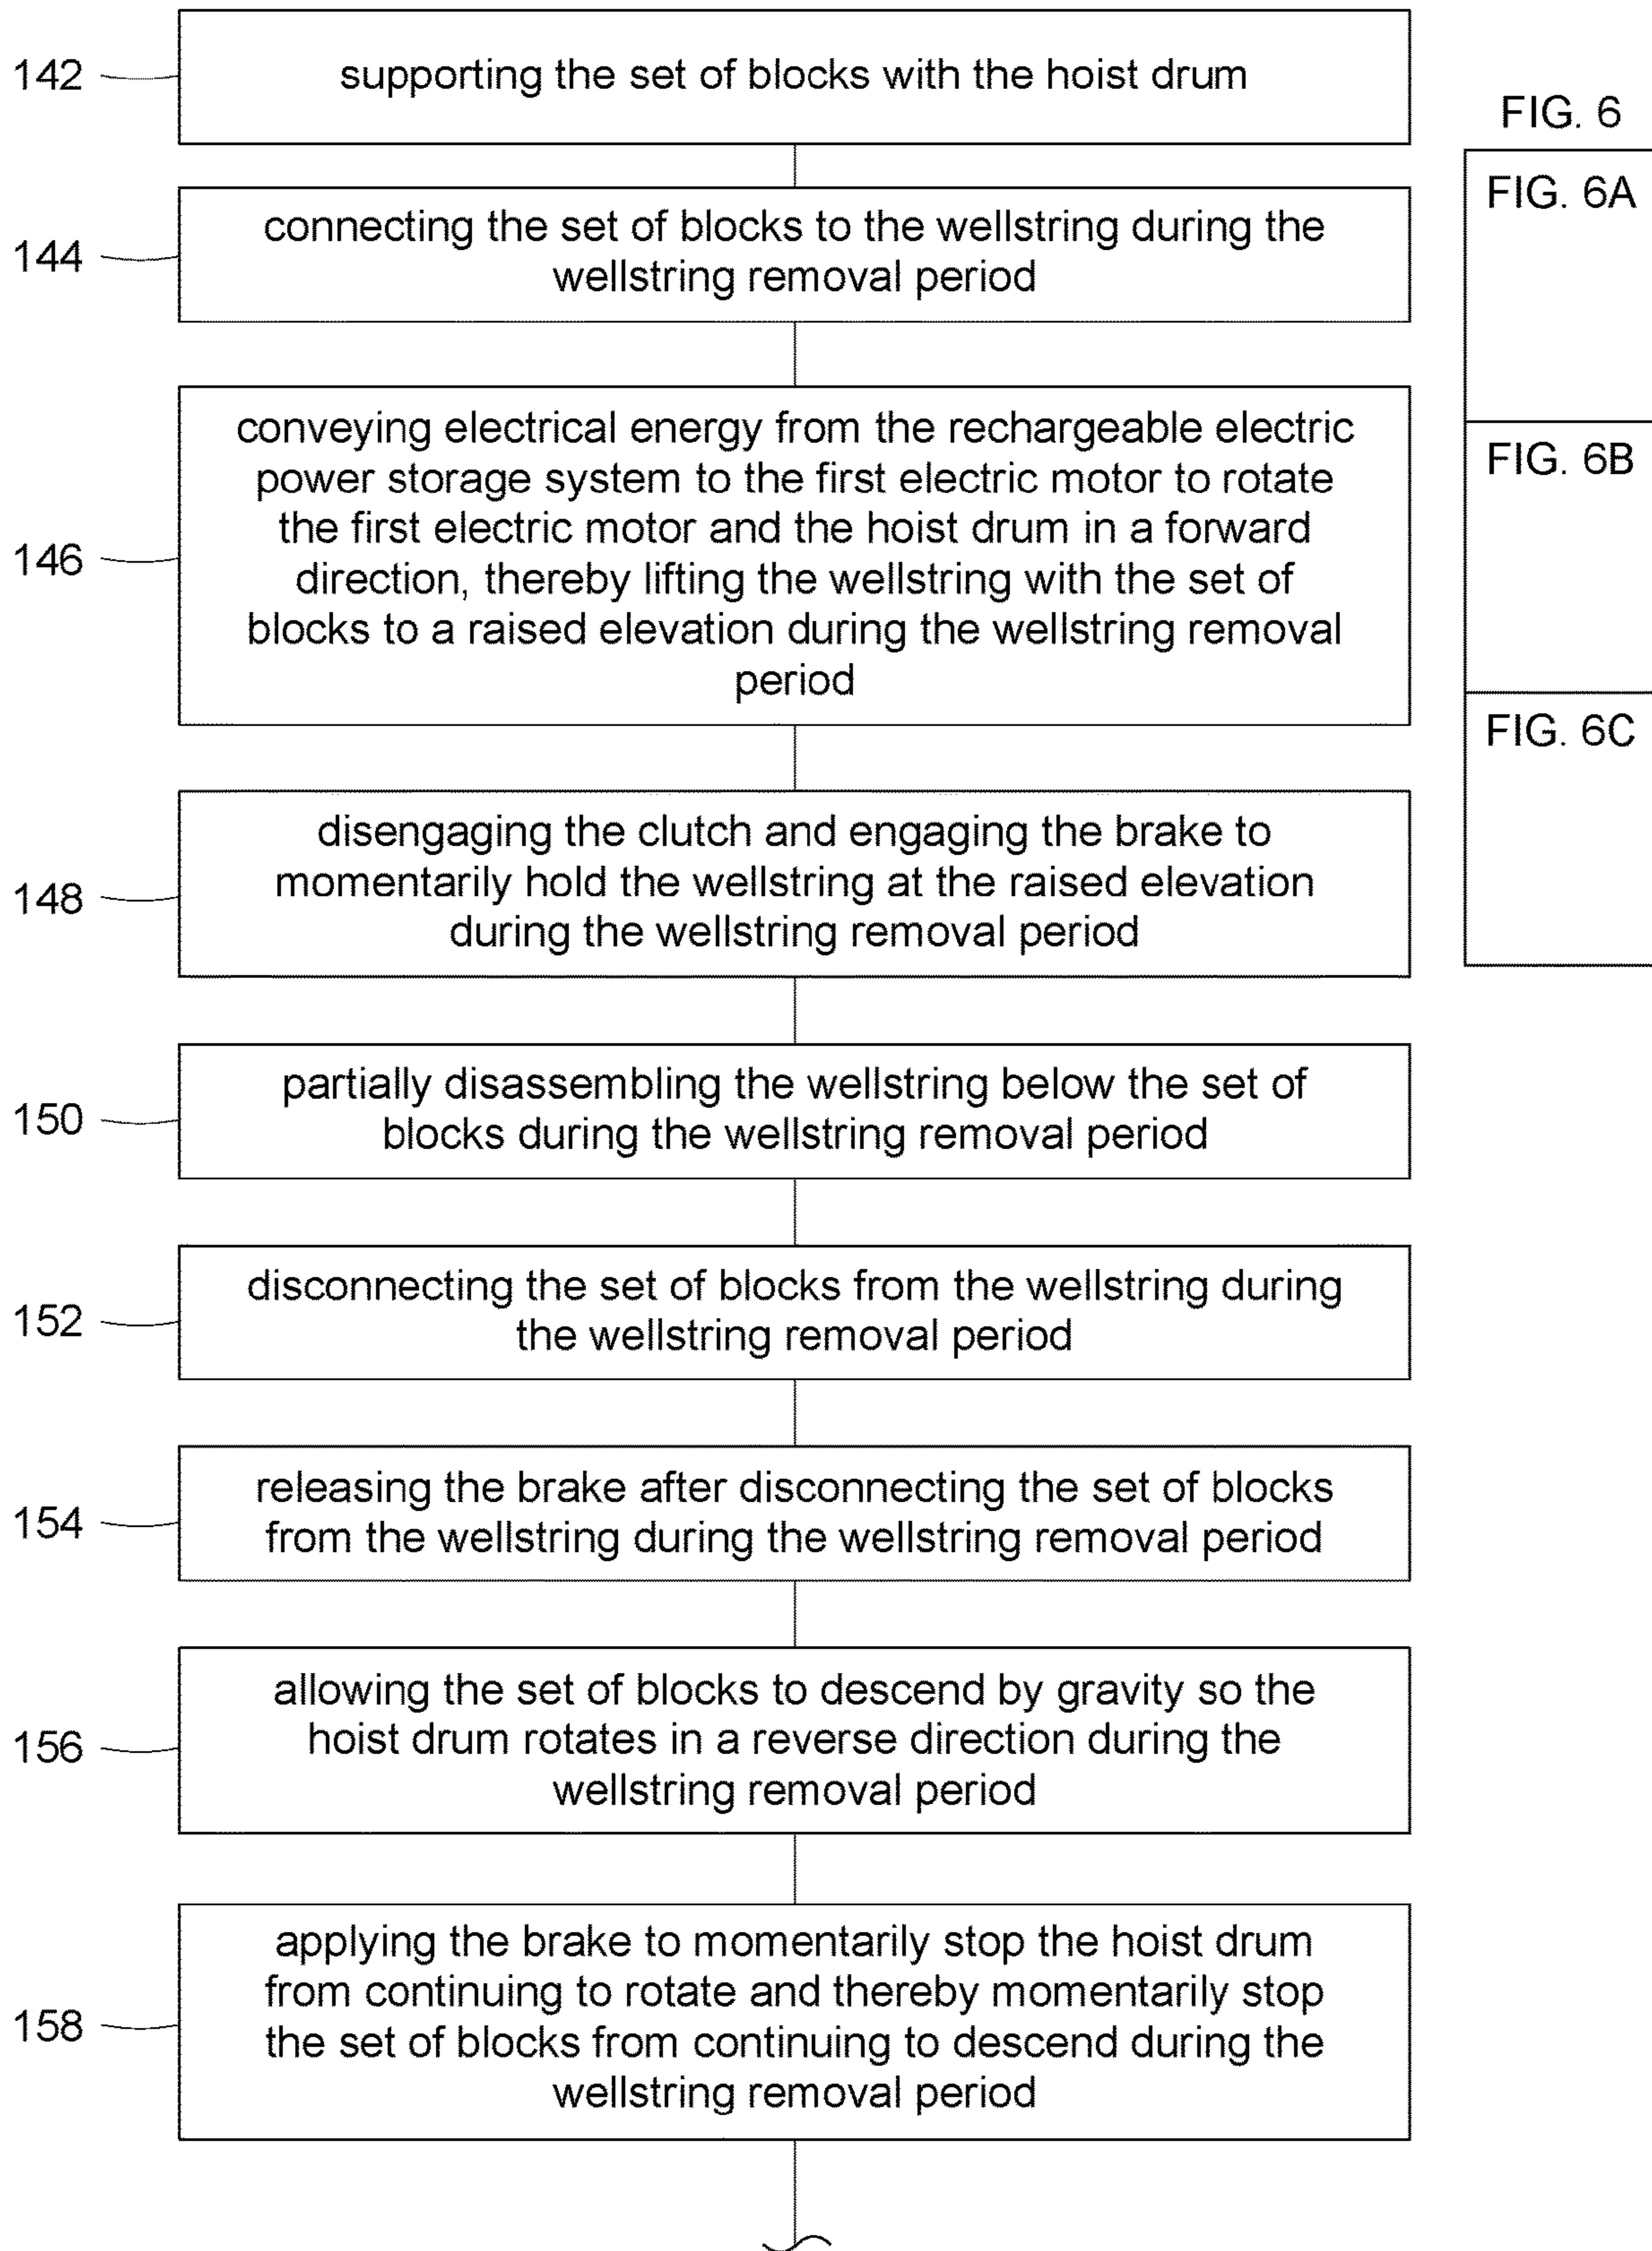 142
supporting the set of blocks with the hoist drum
FIG. 6
FIG. 6A
FIG. 6B
FIG. 6C
144
connecting the set of blocks to the wellstring during the
wellstring removal period
146
conveying electrical energy from the rechargeable electric
power storage system to the first electric motor to rotate
the first electric motor and the hoist drum in a forward
direction, thereby lifting the wellstring with the set of
blocks to a raised elevation during the wellstring removal
period
148
disengaging the clutch and engaging the brake to
momentarily hold the wellstring at the raised elevation
during the wellstring removal period
150
partially disassembling the wellstring below the set of
blocks during the wellstring removal period
152
disconnecting the set of blocks from the wellstring during
the wellstring removal period
154
releasing the brake after disconnecting the set of blocks
from the wellstring during the wellstring removal period
156
allowing the set of blocks to descend by gravity so the
hoist drum rotates in a reverse direction during the
wellstring removal period
158
applying the brake to momentarily stop the hoist drum
from continuing to rotate and thereby momentarily stop
the set of blocks from continuing to descend during the
wellstring removal period